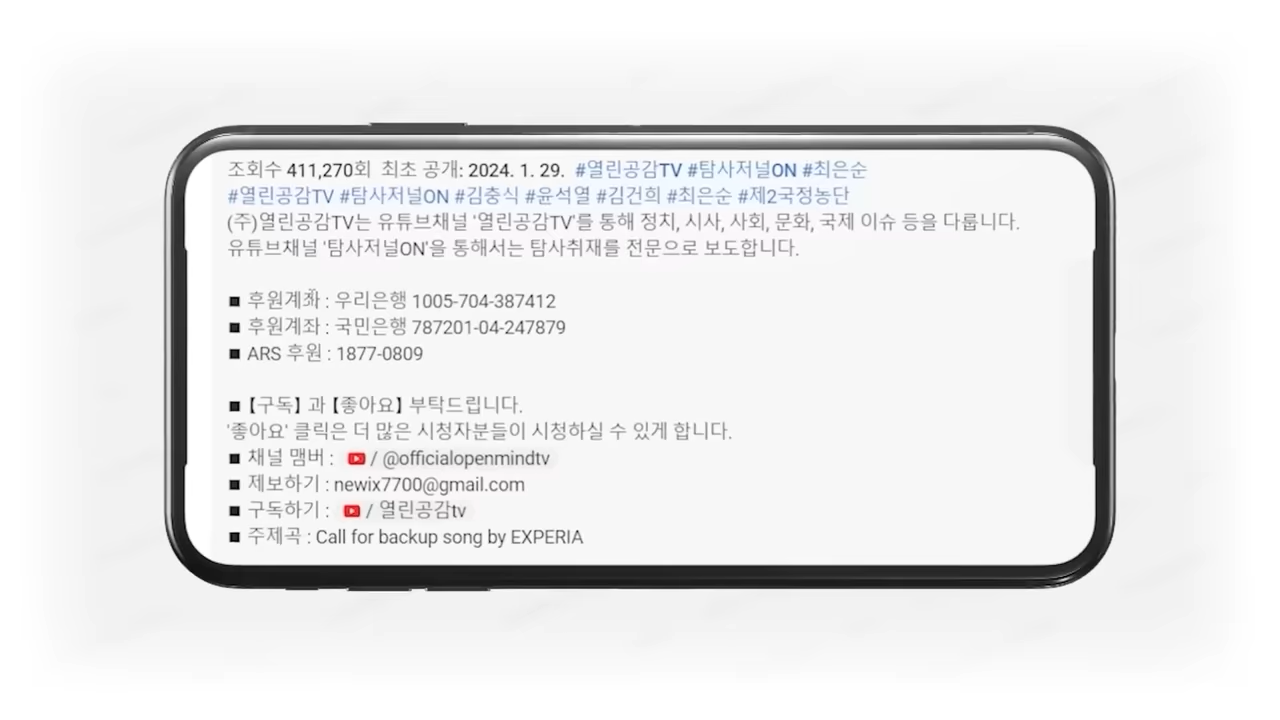 조회수 411,270회 최초 공개: 2024. 1. 29. #열린공감TV #탐사저널ON #최은순
#열린공감TV #탐사저널ON #김충식 #윤석열 #김건희 #최은순 #제2국정농단
(주)열린공감TV는 유튜브채널 '열린공감TV'를 통해 정치, 시사, 사회, 문화, 국제 이슈 등을 다룹니다.
유튜브채널 '탐사저널ON'을 통해서는 탐사취재를 전문으로 보도합니다.
■ 후원계좌 : 우리은행 1005-704-387412
■ 후원계좌 : 국민은행 787201-04-247879
■ ARS 후원 : 1877-0809
■【구독】과【좋아요】부탁드립니다.
'좋아요' 클릭은 더 많은 시청자분들이 시청하실 수 있게 합니다.
■ 채널 맴버 : / @officialopenmindtv
■ 제보하기 : newix7700@gmail.com
■ 구독하기 : / 열린공감tv
■ 주제곡 : Call for backup song by EXPERIA